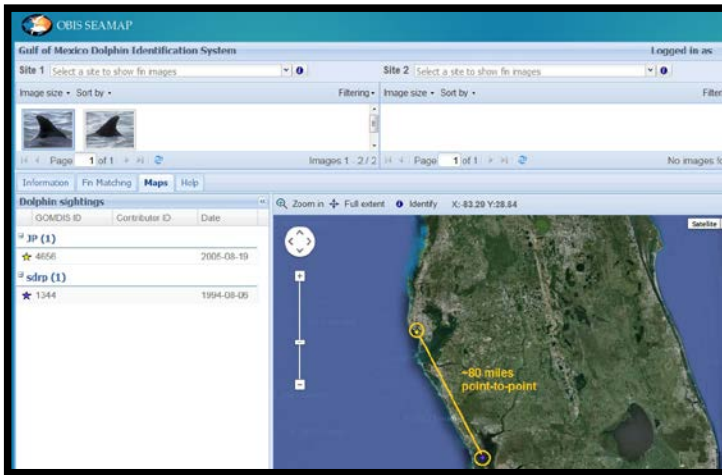 OBIS SEAMAP
Gulf of Mexico Dolphin Identification System Logged in as
Site 1 Select a site to show fin images Site 2 Select a site to show fin images
Image size Sort by Filtering Image size Sort by Filter
Page 1 of 1 Images 1 - 2 / 2 Page 1 of 1 No images fo
Information Fin Matching Maps Help
Dolphin sightings Zoom in Full extent Identify X:-83.29 Y:28.64
GOMDIS ID Contributor ID Date
Satellite
JP (1)
4656 2005-08-19
sdrp (1)
1344 1994-08-06
~80 miles
point-to-point